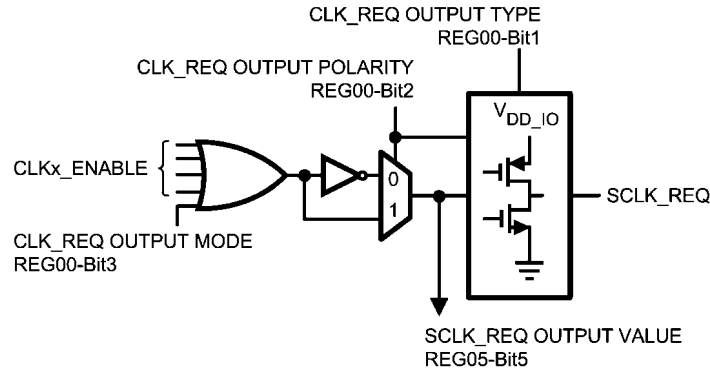 CLK_REQ OUTPUT TYPE
REG00-Bit1
CLK_REQ OUTPUT POLARITY
REG00-Bit2
VDD_IO
CLKx_ENABLE
0
1
SCLK_REQ
CLK_REQ OUTPUT MODE
REG00-Bit3
SCLK_REQ OUTPUT VALUE
REG05-Bit5